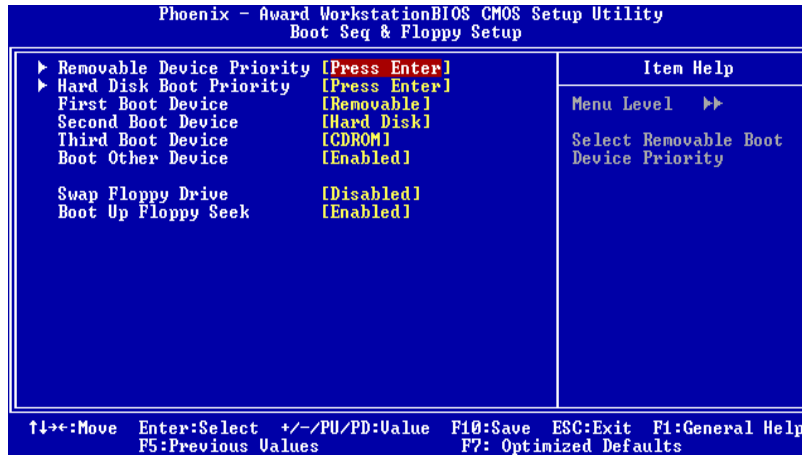 Phoenix - Award WorkstationBIOS CMOS Setup Utility
Boot Seq & Floppy Setup
Removable Device Priority [Press Enter]
Hard Disk Boot Priority [Press Enter]
First Boot Device [Removable]
Second Boot Device [Hard Disk]
Third Boot Device [CDROM]
Boot Other Device [Enabled]
Swap Floppy Drive [Disabled]
Boot Up Floppy Seek [Enabled]
Item Help
Menu Level ▶▶
Select Removable Boot
Device Priority
↑↓→←:Move Enter:Select +/-/PU/PD:Value F10:Save ESC:Exit F1:General Help
F5:Previous Values F7: Optimized Defaults